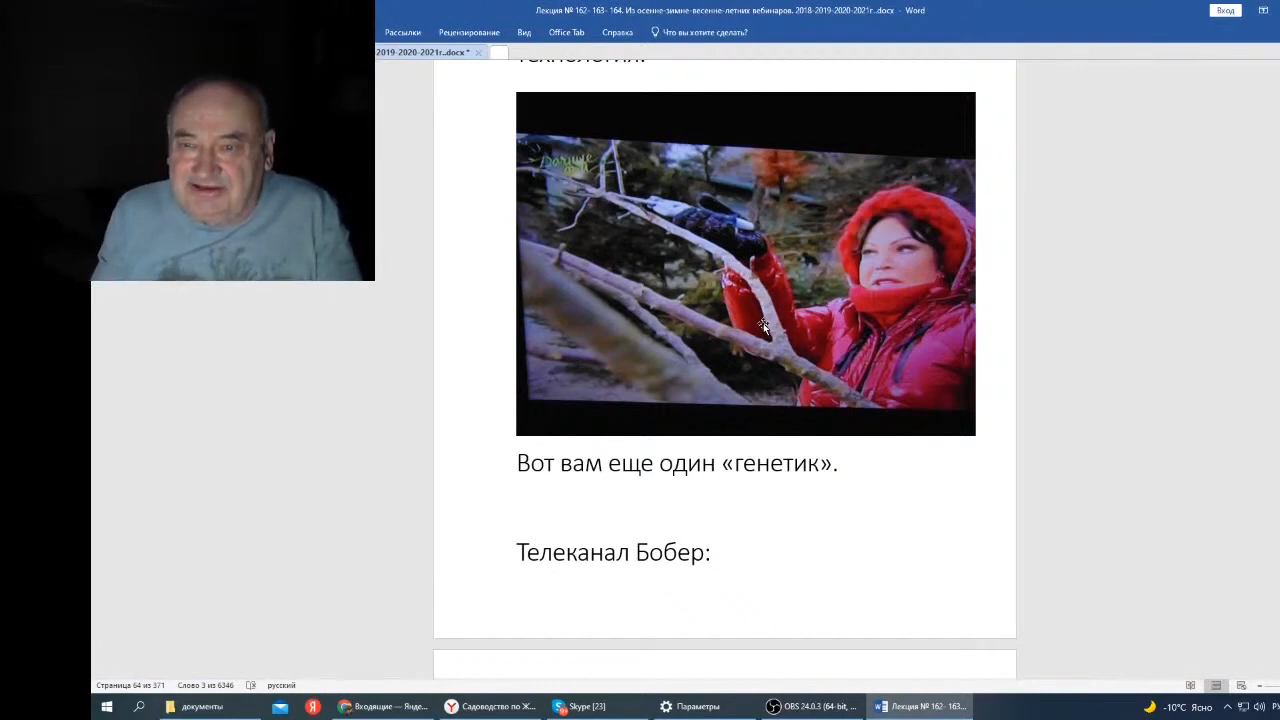 Лекция № 162- 163- 164. Из осенне-зимне-весенне-летних вебинаров. 2018-2019-2020-2021г..docx - Word
Вход
Рассылки Рецензирование Вид Office Tab Справка Что вы хотите сделать?
2019-2020-2021г..docx *
технология.
Дачные
Вот вам еще один «генетик».
Телеканал Бобер:
Страница 64 из 371 Слово 3 из 6346 русский
документы Входящие — Яндe... Садоводство по Ж... Skype [23] Параметры OBS 24.0.3 (64-bit, ... Лекция № 162- 163... -10°C Ясно